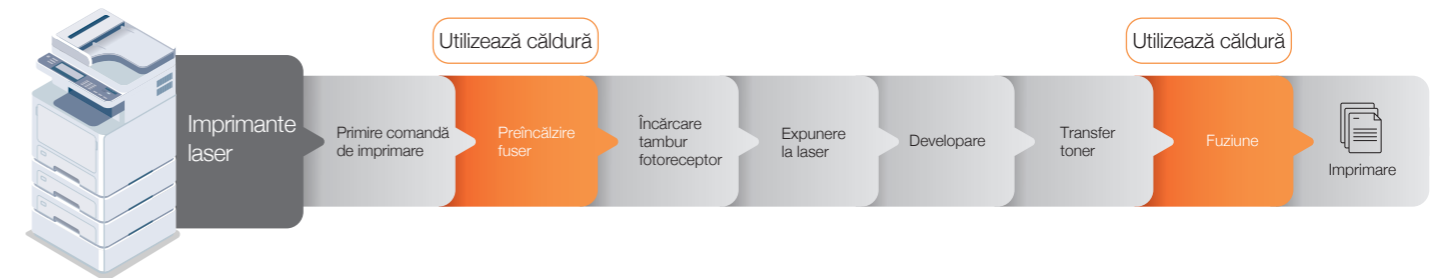 Utilizează căldură
Utilizează căldură
Imprimante
laser
Primire comandă
de imprimare
Preîncălzire
fuser
Încărcare
tambur
fotoreceptor
Expunere
la laser
Developare
Transfer
toner
Fuziune
Imprimare